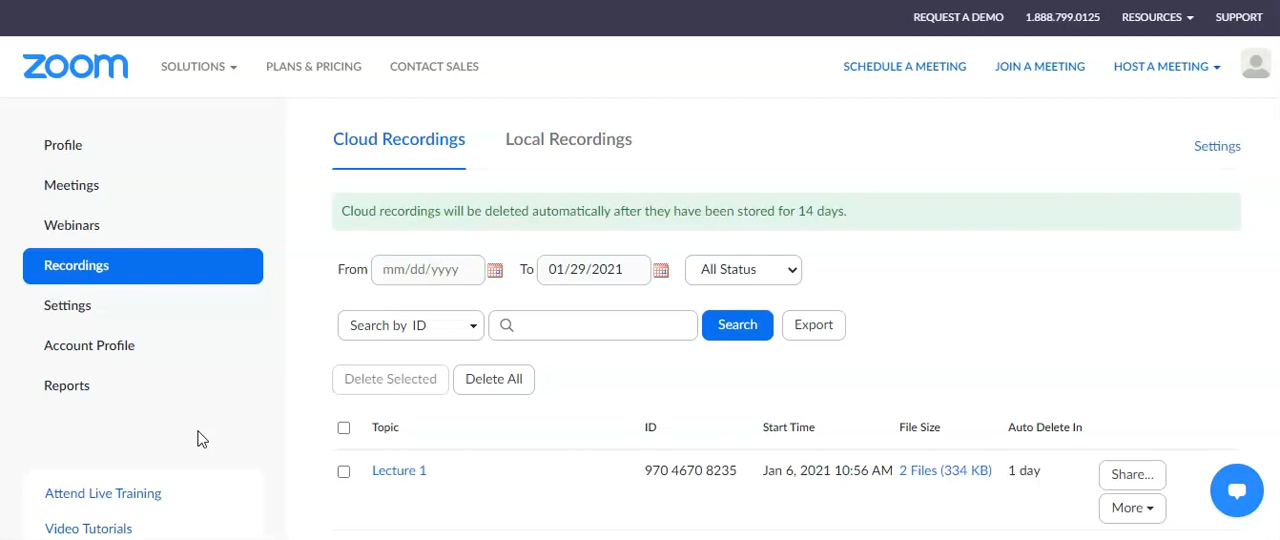 REQUEST A DEMO 1.888.799.0125 RESOURCES SUPPORT
zoom SOLUTIONS PLANS & PRICING CONTACT SALES SCHEDULE A MEETING JOIN A MEETING HOST A MEETING
Profile
Meetings
Webinars
Recordings
Settings
Account Profile
Reports
Attend Live Training
Video Tutorials
Cloud Recordings Local Recordings Settings
Cloud recordings will be deleted automatically after they have been stored for 14 days.
From mm/dd/yyyy To 01/29/2021 All Status
Search by ID Search Export
Delete Selected Delete All
Topic ID Start Time File Size Auto Delete In
Lecture 1 970 4670 8235 Jan 6, 2021 10:56 AM 2 Files (334 KB) 1 day Share...
More